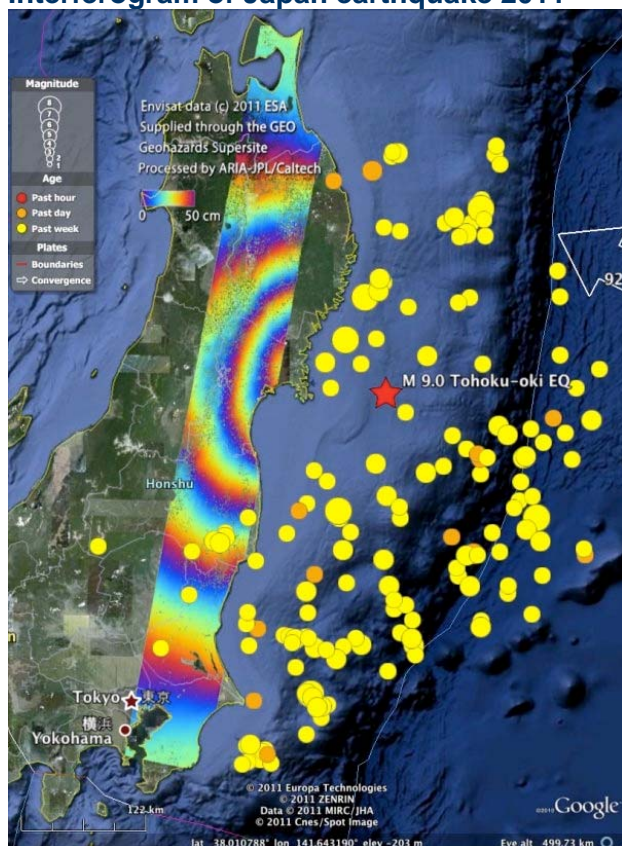 Interferogram of Japan earthquake 2011
Magnitude
8
7
6
5
4
3
2
1
Age
Past hour
Past day
Past week
Plates
Boundaries
Convergence
Envisat data (c) 2011 ESA
Supplied through the GEO
Geohazards Supersite
Processed by ARIA-JPL/Caltech
0 50 cm
92
M 9.0 Tohoku-oki EQ
Honshu
n
Tokyo 東京
横浜
Yokohama
122 km
© 2011 Europa Technologies
© 2011 ZENRIN
Data © 2011 MIRC/JHA
© 2011 Cnes/Spot Image
©2010 Google
lat 38.010788° lon 141.643190° elev -203 m Eye alt 499.73 km